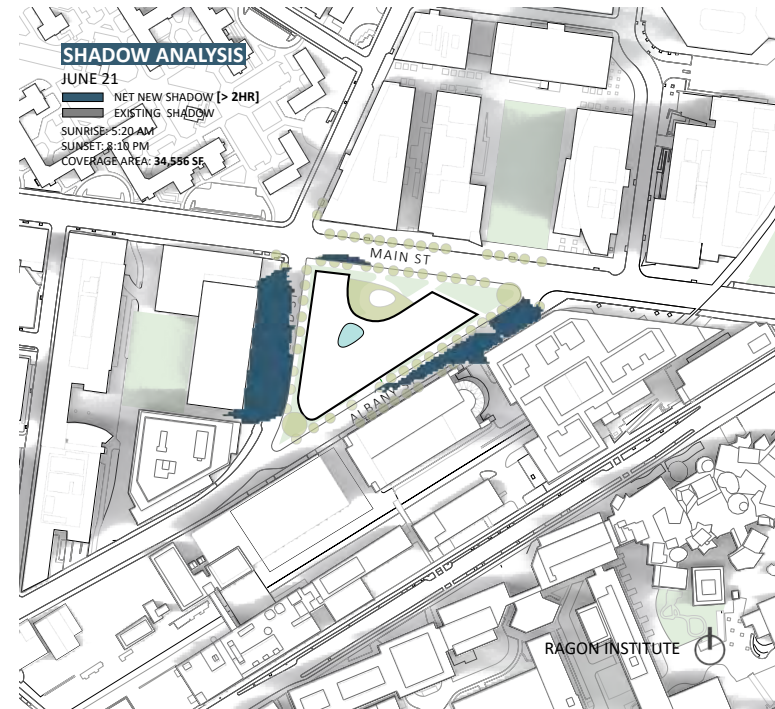 SHADOW ANALYSIS
JUNE 21
NET NEW SHADOW [> 2HR]
EXISTING SHADOW
SUNRISE: 5:20 AM
SUNSET: 8:10 PM
COVERAGE AREA: 34,556 SF
MAIN ST
ALBANY
RAGON INSTITUTE